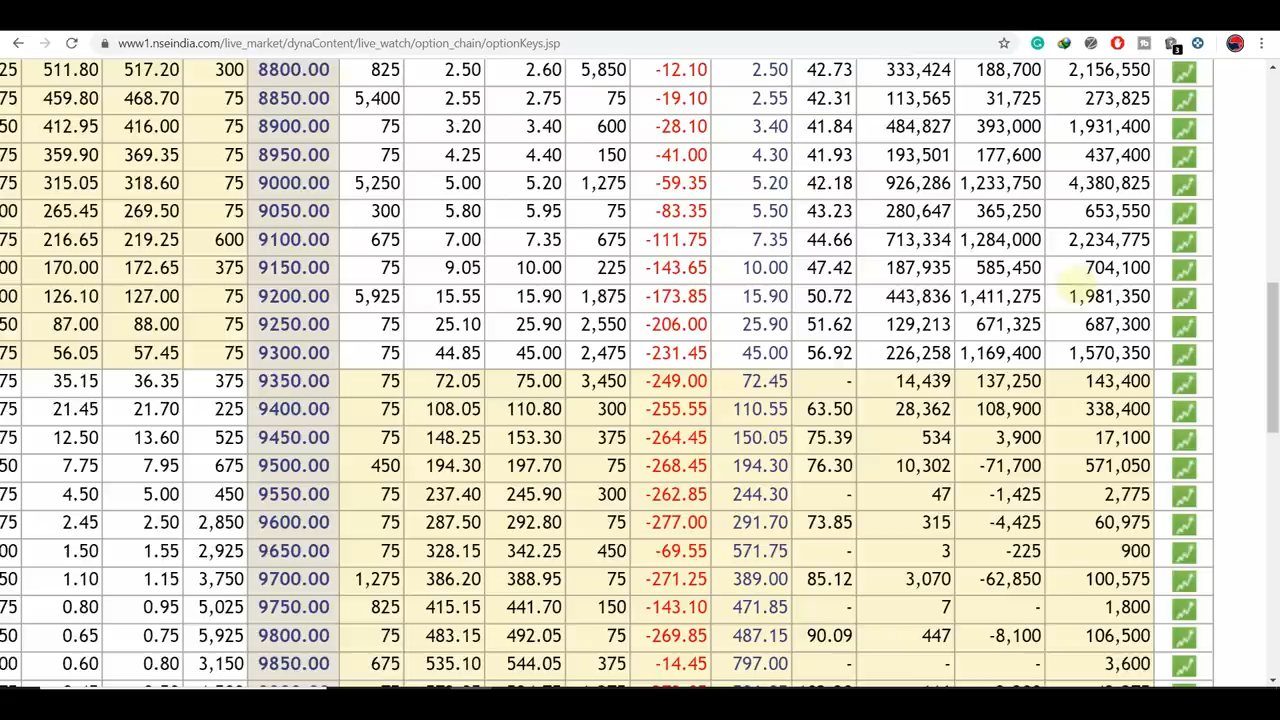 www1.nseindia.com/live_market/dynaContent/live_watch/option_chain/optionKeys.jsp
3
25 511.80 517.20 300 8800.00 825 2.50 2.60 5,850 -12.10 2.50 42.73 333,424 188,700 2,156,550
75 459.80 468.70 75 8850.00 5,400 2.55 2.75 75 -19.10 2.55 42.31 113,565 31,725 273,825
50 412.95 416.00 75 8900.00 75 3.20 3.40 600 -28.10 3.40 41.84 484,827 393,000 1,931,400
75 359.90 369.35 75 8950.00 75 4.25 4.40 150 -41.00 4.30 41.93 193,501 177,600 437,400
75 315.05 318.60 75 9000.00 5,250 5.00 5.20 1,275 -59.35 5.20 42.18 926,286 1,233,750 4,380,825
00 265.45 269.50 75 9050.00 300 5.80 5.95 75 -83.35 5.50 43.23 280,647 365,250 653,550
75 216.65 219.25 600 9100.00 675 7.00 7.35 675 -111.75 7.35 44.66 713,334 1,284,000 2,234,775
00 170.00 172.65 375 9150.00 75 9.05 10.00 225 -143.65 10.00 47.42 187,935 585,450 704,100
00 126.10 127.00 75 9200.00 5,925 15.55 15.90 1,875 -173.85 15.90 50.72 443,836 1,411,275 1,981,350
50 87.00 88.00 75 9250.00 75 25.10 25.90 2,550 -206.00 25.90 51.62 129,213 671,325 687,300
75 56.05 57.45 75 9300.00 75 44.85 45.00 2,475 -231.45 45.00 56.92 226,258 1,169,400 1,570,350
75 35.15 36.35 375 9350.00 75 72.05 75.00 3,450 -249.00 72.45 - 14,439 137,250 143,400
75 21.45 21.70 225 9400.00 75 108.05 110.80 300 -255.55 110.55 63.50 28,362 108,900 338,400
75 12.50 13.60 525 9450.00 75 148.25 153.30 375 -264.45 150.05 75.39 534 3,900 17,100
50 7.75 7.95 675 9500.00 450 194.30 197.70 75 -268.45 194.30 76.30 10,302 -71,700 571,050
75 4.50 5.00 450 9550.00 75 237.40 245.90 300 -262.85 244.30 - 47 -1,425 2,775
75 2.45 2.50 2,850 9600.00 75 287.50 292.80 75 -277.00 291.70 73.85 315 -4,425 60,975
00 1.50 1.55 2,925 9650.00 75 328.15 342.25 450 -69.55 571.75 - 3 -225 900
50 1.10 1.15 3,750 9700.00 1,275 386.20 388.95 75 -271.25 389.00 85.12 3,070 -62,850 100,575
75 0.80 0.95 5,025 9750.00 825 415.15 441.70 150 -143.10 471.85 - 7 - 1,800
50 0.65 0.75 5,925 9800.00 75 483.15 492.05 75 -269.85 487.15 90.09 447 -8,100 106,500
00 0.60 0.80 3,150 9850.00 675 535.10 544.05 375 -14.45 797.00 - - - 3,600